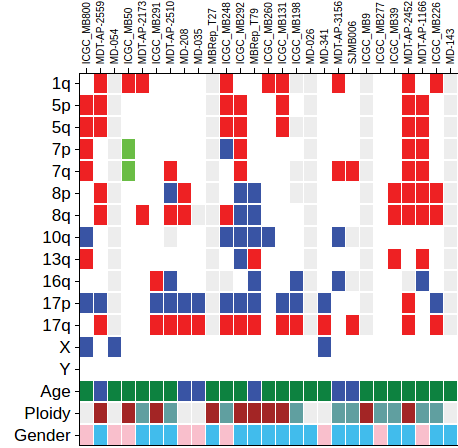 ICGC_MB800
MDT-AP-2559
MD-054
ICGC_MB50
MDT-AP-2173
ICGC_MB291
MDT-AP-2510
MD-208
MD-035
MBRep_T27
ICGC_MB248
ICGC_MB292
MBRep_T79
ICGC_MB260
ICGC_MB131
ICGC_MB198
MD-026
MD-341
MDT-AP-3156
SJMB006
ICGC_MB9
ICGC_MB277
ICGC_MB39
MDT-AP-2452
MDT-AP-1166
ICGC_MB226
MD-143
1q
5p
5q
7p
7q
8p
8q
10q
13q
16q
17p
17q
X
Y
Age
Ploidy
Gender